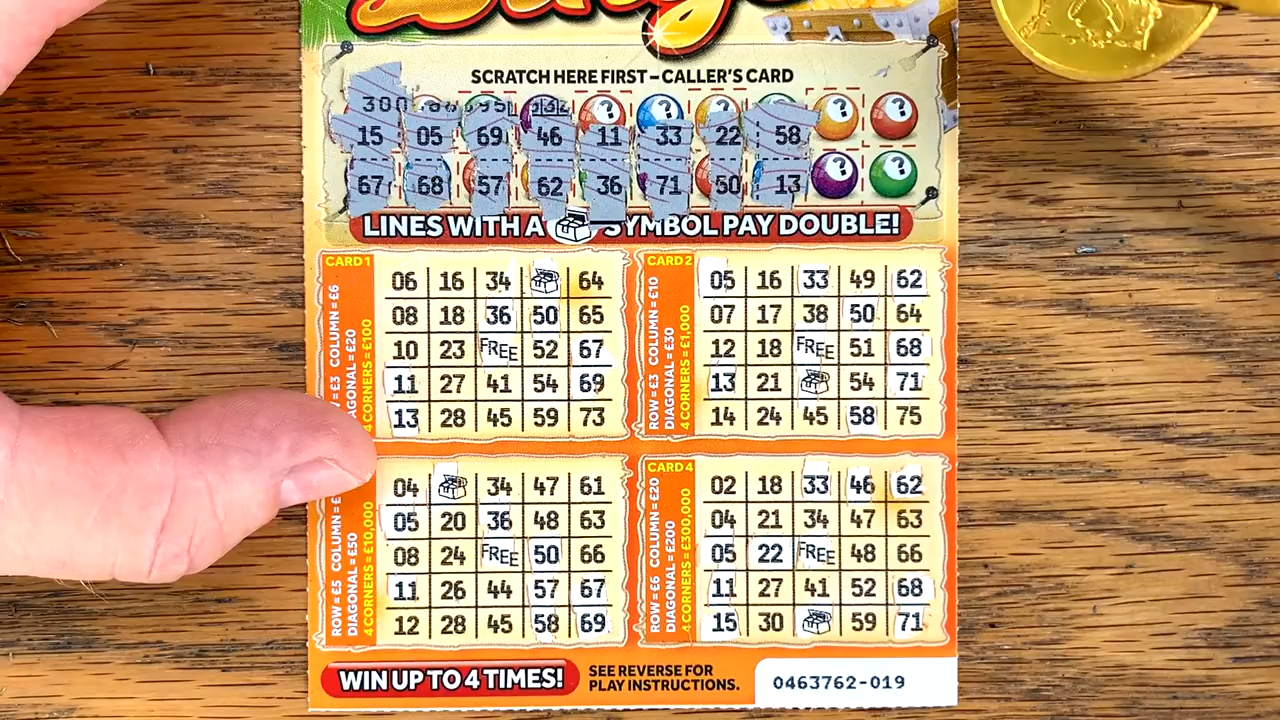 SCRATCH HERE FIRST – CALLER'S CARD
15 05 69 46 11 33 22 58 ? ?
67 68 57 62 36 71 50 13 ? ?
LINES WITH A SYMBOL PAY DOUBLE!
CARD 1
ROW = £3 COLUMN = £6
DIAGONAL = £20
4 CORNERS = £100
06 16 34 64
08 18 36 50 65
10 23 FREE 52 67
11 27 41 54 69
13 28 45 59 73
CARD 2
ROW = £3 COLUMN = £10
DIAGONAL = £30
4 CORNERS = £1,000
05 16 33 49 62
07 17 38 50 64
12 18 FREE 51 68
13 21 54 71
14 24 45 58 75
ROW = £5 COLUMN =
DIAGONAL = £50
4 CORNERS = £10,000
04 34 47 61
05 20 36 48 63
08 24 FREE 50 66
11 26 44 57 67
12 28 45 58 69
CARD 4
ROW = £6 COLUMN = £20
DIAGONAL = £200
4 CORNERS = £300,000
02 18 33 46 62
04 21 34 47 63
05 22 FREE 48 66
11 27 41 52 68
15 30 59 71
WIN UP TO 4 TIMES!
SEE REVERSE FOR
PLAY INSTRUCTIONS.
0463762-019